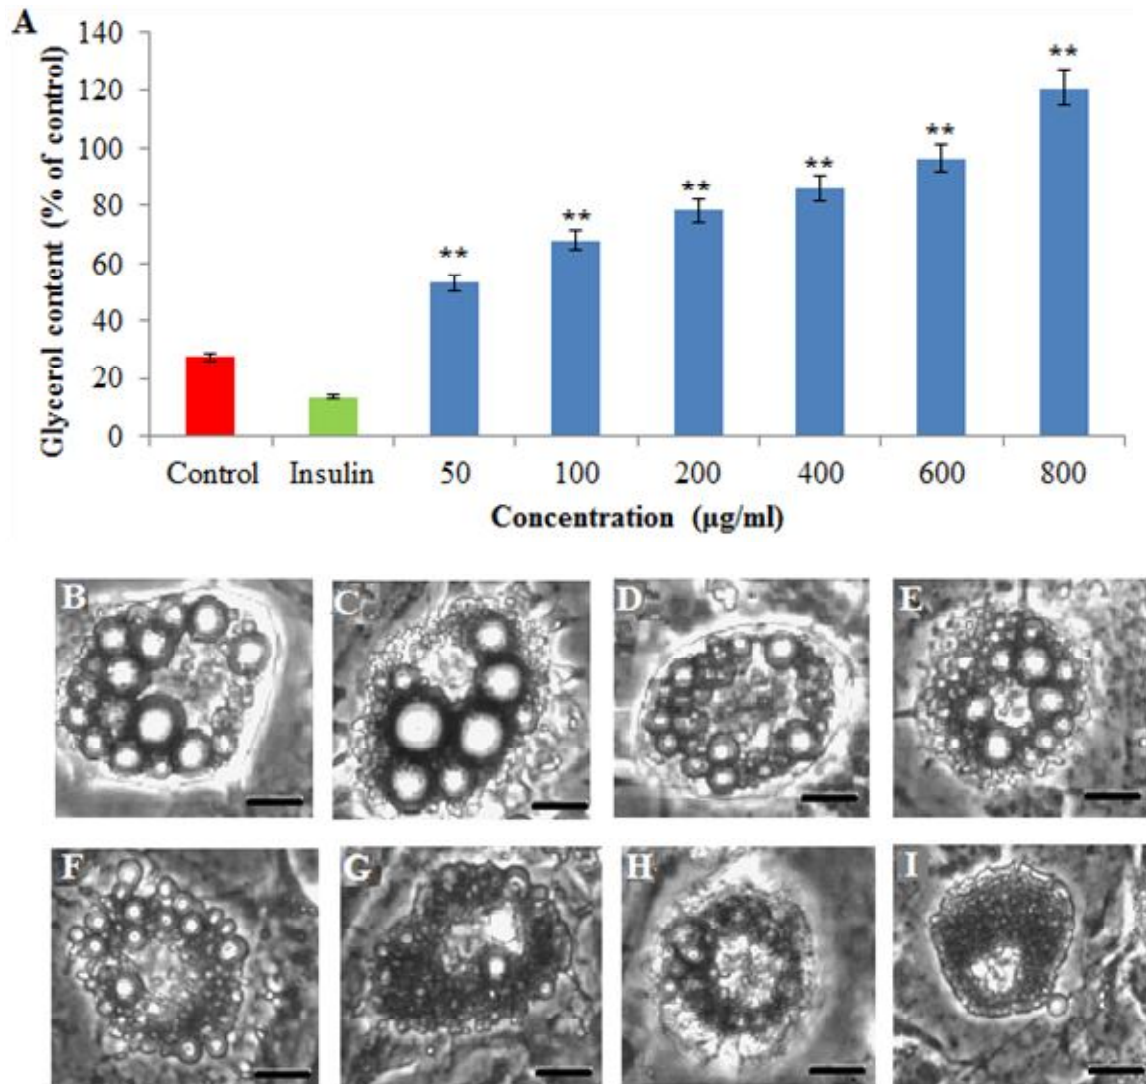 A
Glycerol content (% of control)
140
120
100
80
60
40
20
0
**
**
**
**
**
**
Control Insulin 50 100 200 400 600 800
Concentration (µg/ml)
B C D E
F G H I